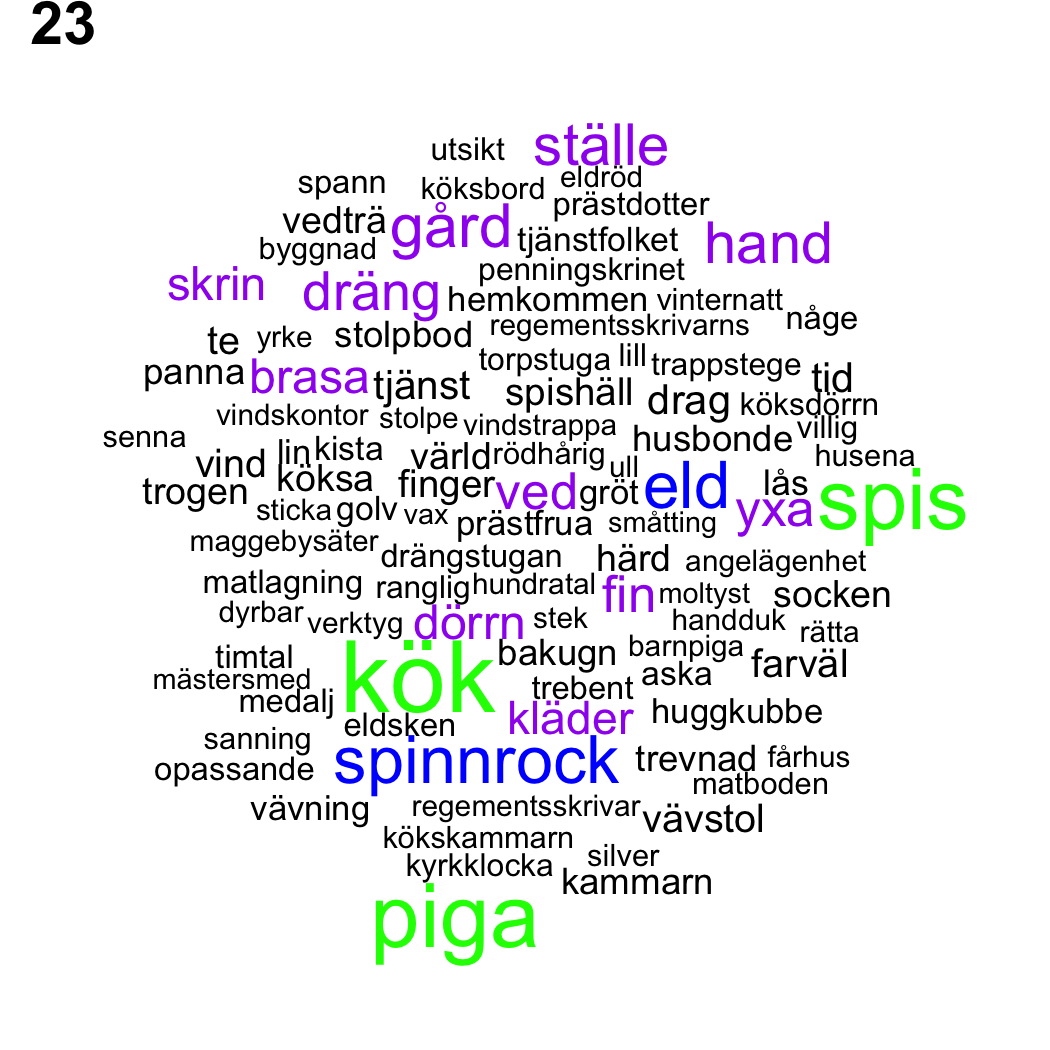 23
utsikt ställe
spann köksbord eldröd
vedträ gård prästdotter
byggnad tjänstfolket hand
skrin dräng penningskrinet
hemkommen vinternatt
te yrke stolpbod regementsskrivarns någe
panna brasa tjänst torpstuga lill trappstege tid
spishäll drag köksdörrn
vindskontor stolpe vindstrappa villig
senna lin kista värld rödhårig husbonde husena
vind köksa finger ved ull gröt eld lås spis
trogen sticka golv vax prästfrua småtting yxa
maggebysäter drängstugan härd angelägenhet
matlagning ranglig hundratal fin moltyst socken
dyrbar verktyg dörrn stek handduk rätta
timtal kök bakugn barnpiga farväl
mästersmed medalj trebent aska
eldsken kläder huggkubbe
sanning spinnrock trevnad fårhus
opassande matboden
vävning regementsskrivar vävstol
kökskammarn
kyrkklocka silver
kammarn
piga